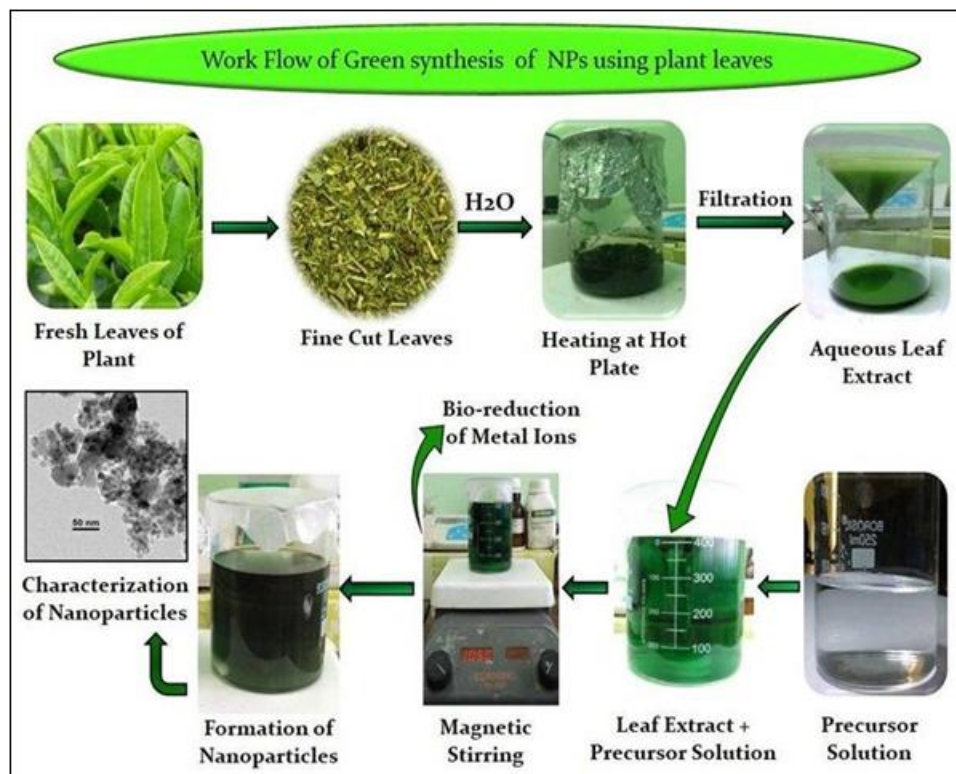 Work Flow of Green synthesis of NPs using plant leaves
H2O
Filtration
Fresh Leaves of
Plant
Fine Cut Leaves
Heating at Hot
Plate
Aqueous Leaf
Extract
Bio-reduction
of Metal Ions
50 nm
Characterization
of Nanoparticles
400
300
200
100
250ml
Formation of
Nanoparticles
Magnetic
Stirring
Leaf Extract +
Precursor Solution
Precursor
Solution